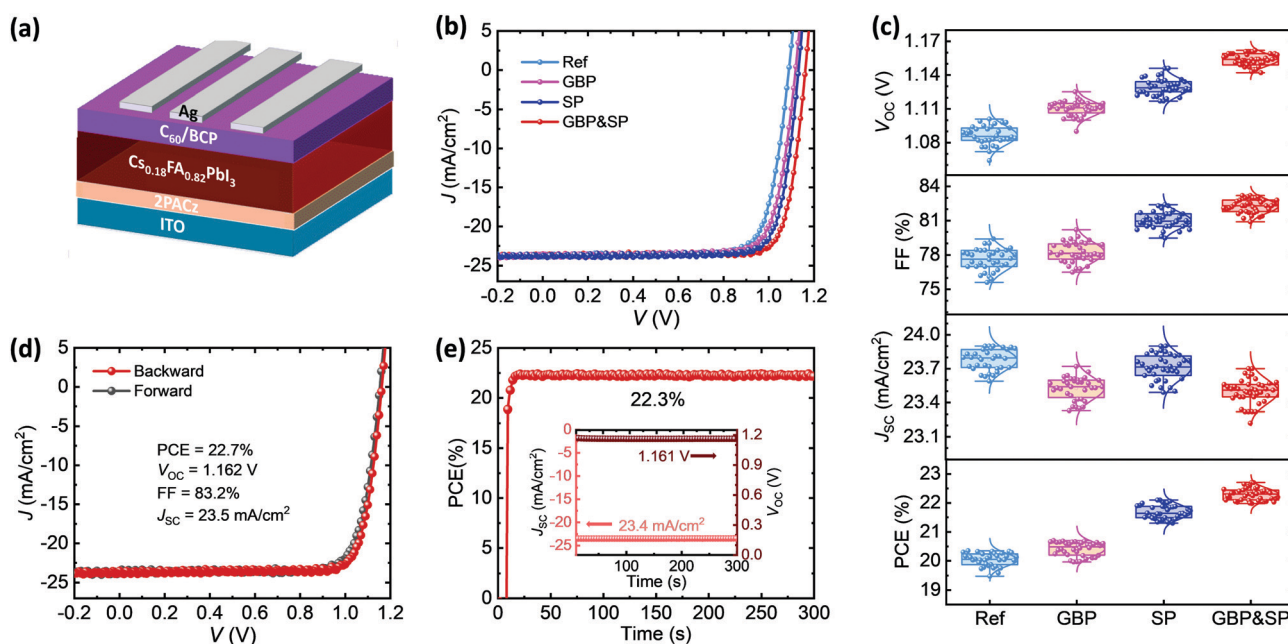 (a)
Ag
C60/BCP
Cs0.18FA0.82PbI3
2PACz
ITO
(b)
5
0
-5
-10
-15
-20
-25
J (mA/cm²)
Ref
GBP
SP
GBP&SP
-0.2 0.0 0.2 0.4 0.6 0.8 1.0 1.2
V (V)
(c)
1.17
1.11
1.08
VOC (V)
84
81
78
75
FF (%)
24.0
23.7
23.4
23.1
JSC (mA/cm²)
23
22
21
20
19
PCE (%)
Ref GBP SP GBP&SP
(d)
5
0
-5
-10
-15
-20
-25
J (mA/cm²)
Backward
Forward
PCE = 22.7%
VOC = 1.162 V
FF = 83.2%
JSC = 23.5 mA/cm²
-0.2 0.0 0.2 0.4 0.6 0.8 1.0 1.2
V (V)
(e)
25
20
15
10
5
0
PCE(%)
22.3%
0
-5
-10
-15
-20
-25
JSC (mA/cm²)
1.161 V
23.4 mA/cm²
1.2
0.9
0.6
0.3
0.0
VOC (V)
100 200 300
Time (s)
0 50 100 150 200 250 300
Time (s)